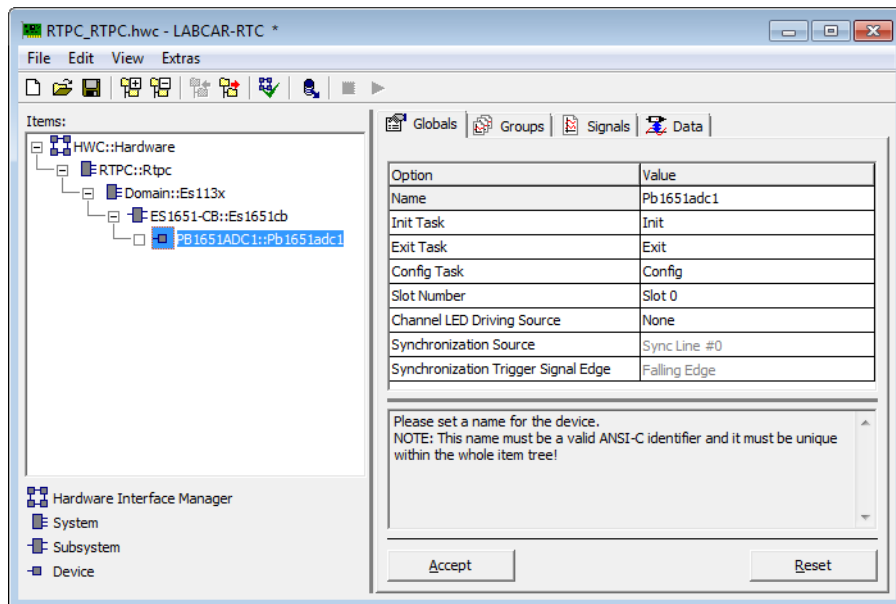 RTPC_RTPC.hwc - LABCAR-RTC *
File Edit View Extras
Items:
HWC::Hardware
RTPC::Rtpc
Domain::Es113x
ES1651-CB::Es1651cb
PB1651ADC1::Pb1651adc1
Hardware Interface Manager
System
Subsystem
Device
Globals Groups Signals Data
Option Value
Name Pb1651adc1
Init Task Init
Exit Task Exit
Config Task Config
Slot Number Slot 0
Channel LED Driving Source None
Synchronization Source Sync Line #0
Synchronization Trigger Signal Edge Falling Edge
Please set a name for the device.
NOTE: This name must be a valid ANSI-C identifier and it must be unique
within the whole item tree!
Accept Reset